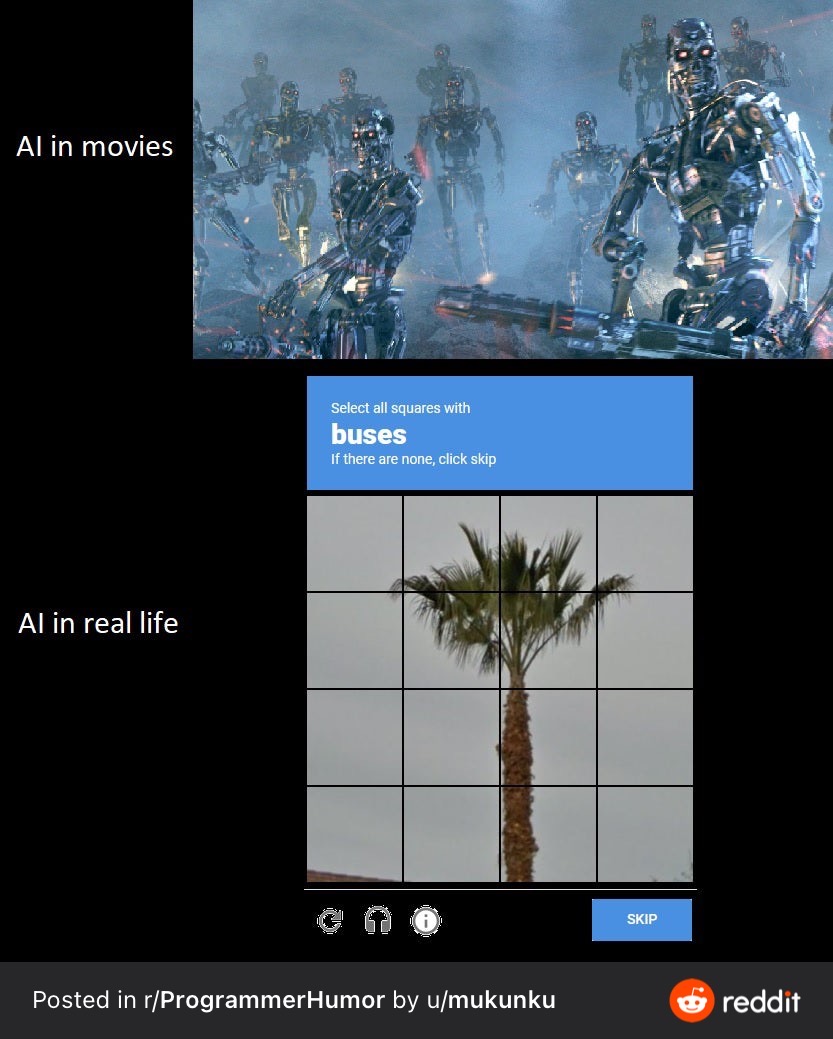 AI in movies
Select all squares with
buses
If there are none, click skip
AI in real life
SKIP
Posted in r/ProgrammerHumor by u/mukunku
reddit